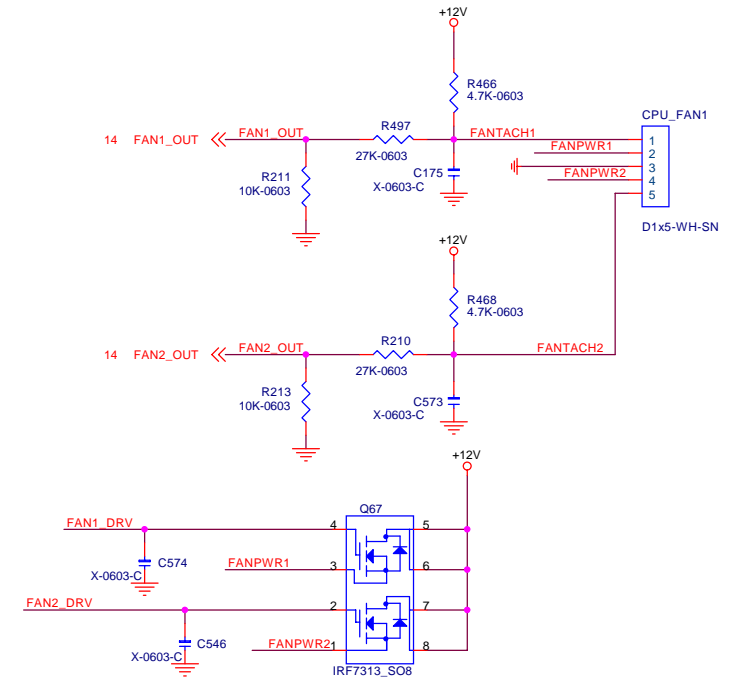 +12V
R466
4.7K-0603
CPU_FAN1
R497
14 FAN1_OUT FAN1_OUT
FANTACH1
1
27K-0603
FANPWR1
2
3
R211
10K-0603
C175
X-0603-C
FANPWR2
4
5
D1x5-WH-SN
+12V
R468
4.7K-0603
R210
14 FAN2_OUT FAN2_OUT
FANTACH2
27K-0603
R213
10K-0603
C573
X-0603-C
+12V
Q67
FAN1_DRV
4
5
C574
X-0603-C
FANPWR1
3
6
FAN2_DRV
2
7
C546
X-0603-C
FANPWR2
1
8
IRF7313_SO8